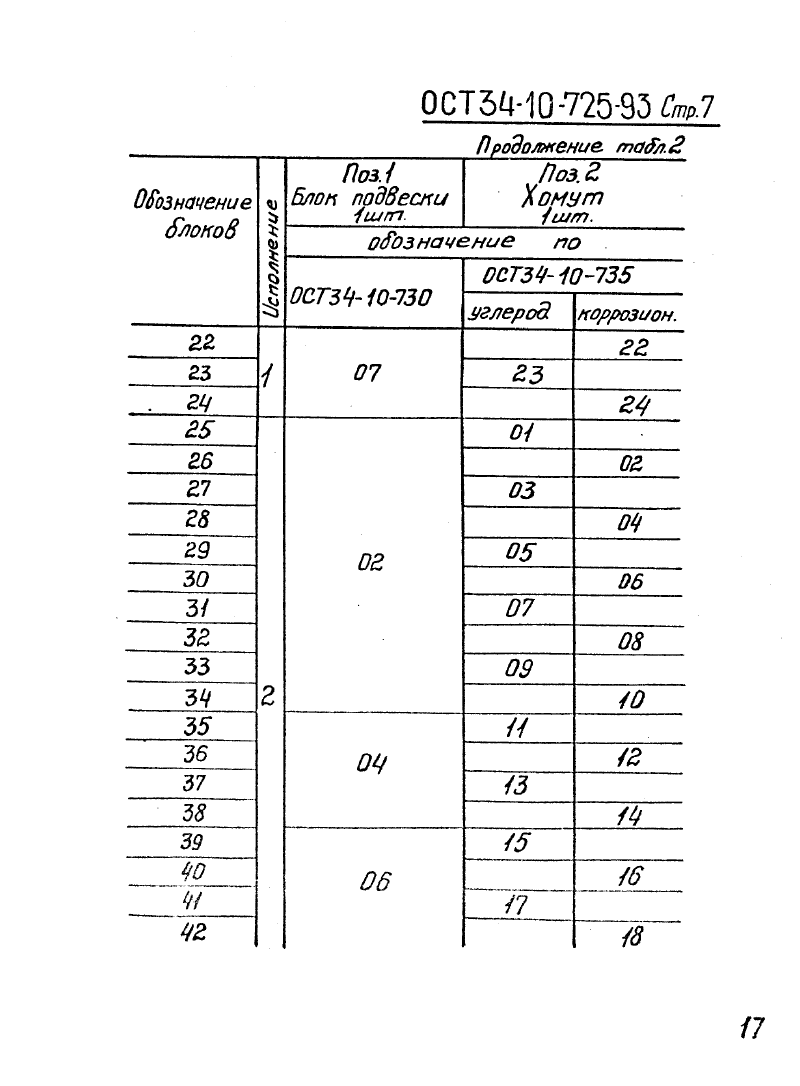 ОСТ34-10-725-93 Стр.7
Продолжение табл.2
Обозначение
блоков
Исполнение
Поз.1
Блок подвески
1шт.
Поз.2
Хомут
1шт.
обозначение по
ОСТ34-10-730
ОСТ34-10-735
углерод коррозион.
22 1 07 22
23 23
24 24
25 2 02 01
26 02
27 03
28 04
29 05
30 06
31 07
32 08
33 09
34 10
35 04 11
36 12
37 13
38 14
39 06 15
40 16
41 17
42 18
17